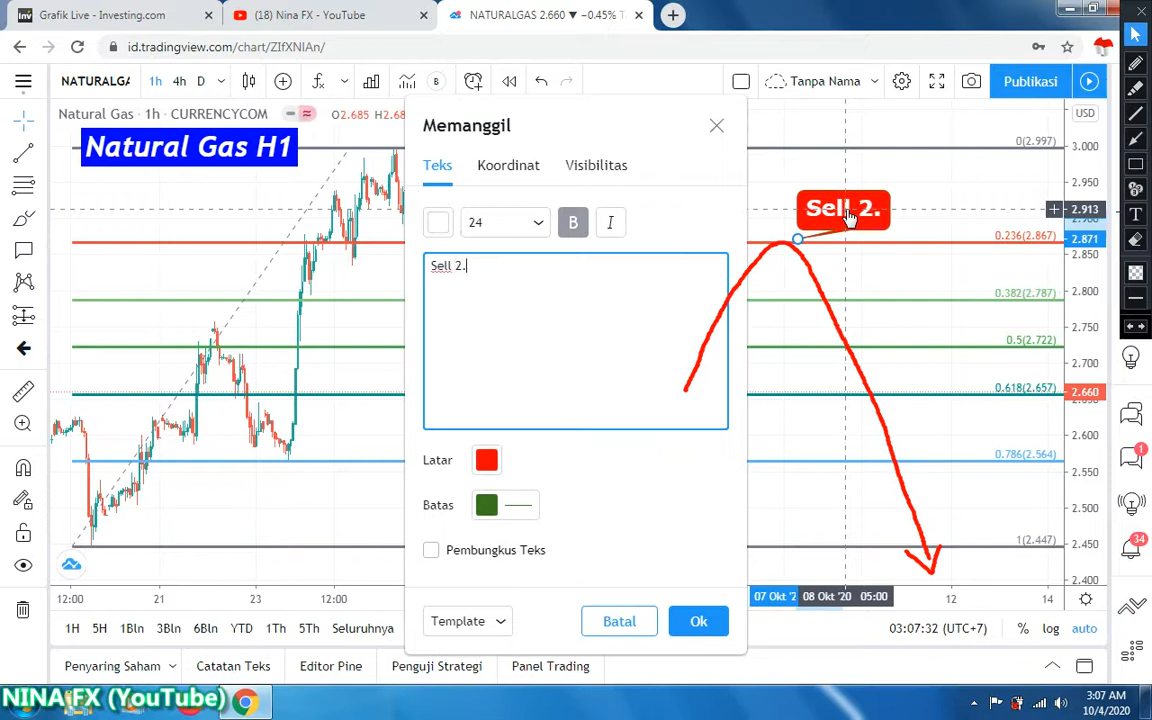 Grafik Live - Investing.com
(18) Nina FX - YouTube
NATURALGAS 2.660 ▼ −0.45% T
id.tradingview.com/chart/ZIfXNIAn/
NATURALGA
1h 4h D
Tanpa Nama
Publikasi
Natural Gas · 1h · CURRENCYCOM
O2.685 H2.68
USD
Natural Gas H1
Memanggil
Teks Koordinat Visibilitas
24 B I
Sell 2.
Latar
Batas
Pembungkus Teks
Template
Batal
Ok
Sell 2.
0(2.997)
0.236(2.867)
0.382(2.787)
0.5(2.722)
0.618(2.657)
0.786(2.564)
1(2.447)
3.000
2.950
2.913
2.871
2.850
2.800
2.750
2.700
2.660
2.600
2.550
2.500
2.450
2.400
12:00 21 23 12:00
07 Okt '2 08 Okt '20 05:00 12 14
1H 5H 1Bln 3Bln 6Bln YTD 1Th 5Th Seluruhnya
03:07:32 (UTC+7) % log auto
Penyaring Saham Catatan Teks Editor Pine Penguji Strategi Panel Trading
1
34
NINA FX (YouTube)
3:07 AM
10/4/2020